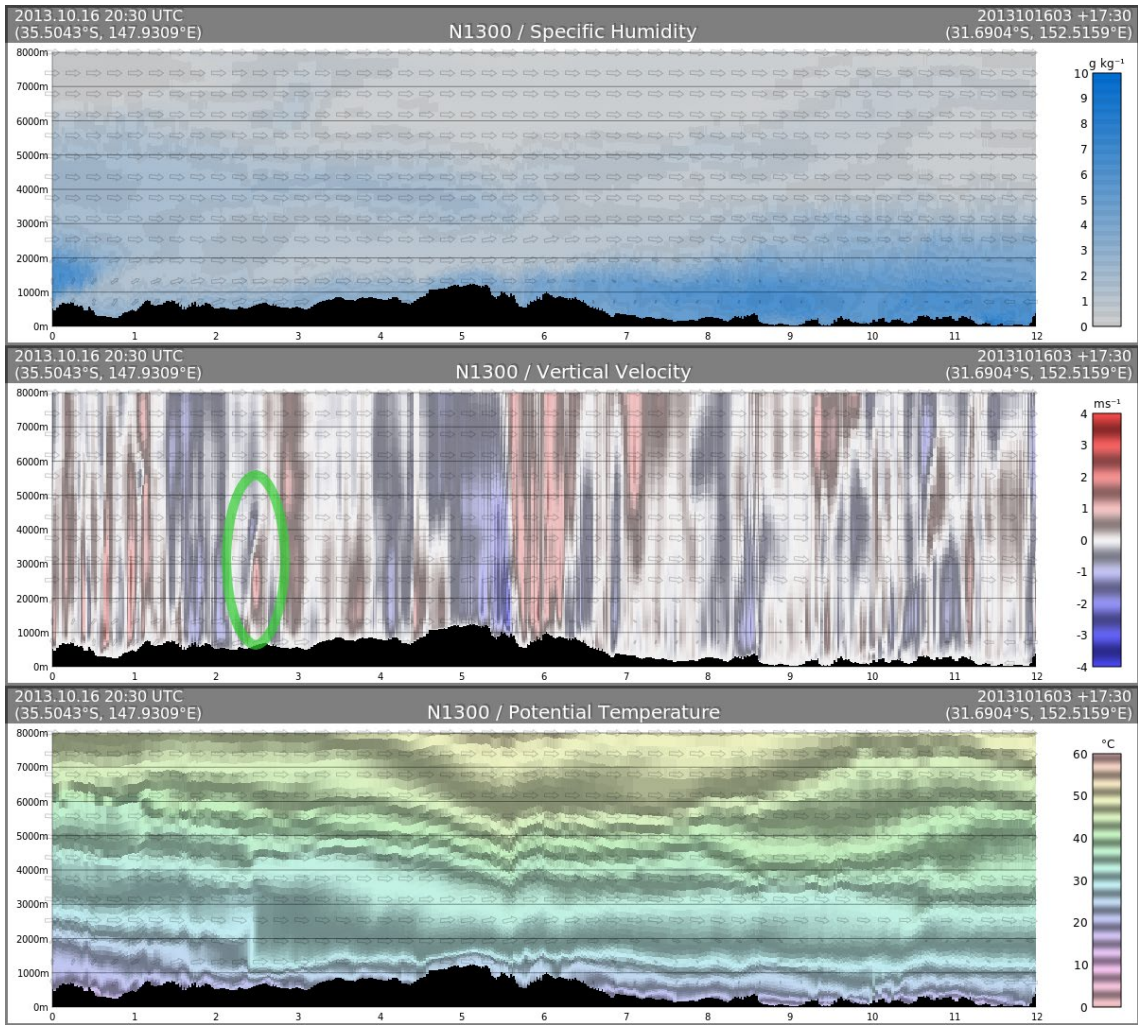 2013.10.16 20:30 UTC
(35.5043°S, 147.9309°E)
N1300 / Specific Humidity
2013101603 +17:30
(31.6904°S, 152.5159°E)
8000m
7000m
6000m
5000m
4000m
3000m
2000m
1000m
0m
0 1 2 3 4 5 6 7 8 9 10 11 12
g kg⁻¹
10
9
8
7
6
5
4
3
2
1
0
2013.10.16 20:30 UTC
(35.5043°S, 147.9309°E)
N1300 / Vertical Velocity
2013101603 +17:30
(31.6904°S, 152.5159°E)
8000m
7000m
6000m
5000m
4000m
3000m
2000m
1000m
0m
0 1 2 3 4 5 6 7 8 9 10 11 12
ms⁻¹
4
3
2
1
0
-1
-2
-3
-4
2013.10.16 20:30 UTC
(35.5043°S, 147.9309°E)
N1300 / Potential Temperature
2013101603 +17:30
(31.6904°S, 152.5159°E)
8000m
7000m
6000m
5000m
4000m
3000m
2000m
1000m
0m
0 1 2 3 4 5 6 7 8 9 10 11 12
°C
60
50
40
30
20
10
0